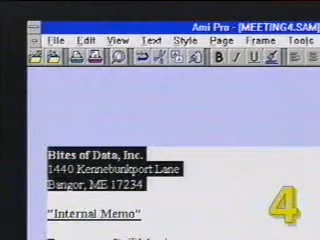 Ami Pro - [MEETING4.SAM]
File Edit View Text Style Page Frame Tools
B I U
Bites of Data, Inc.
1440 Kennebunkport Lane
Bangor, ME 17234
"Internal Memo"
4